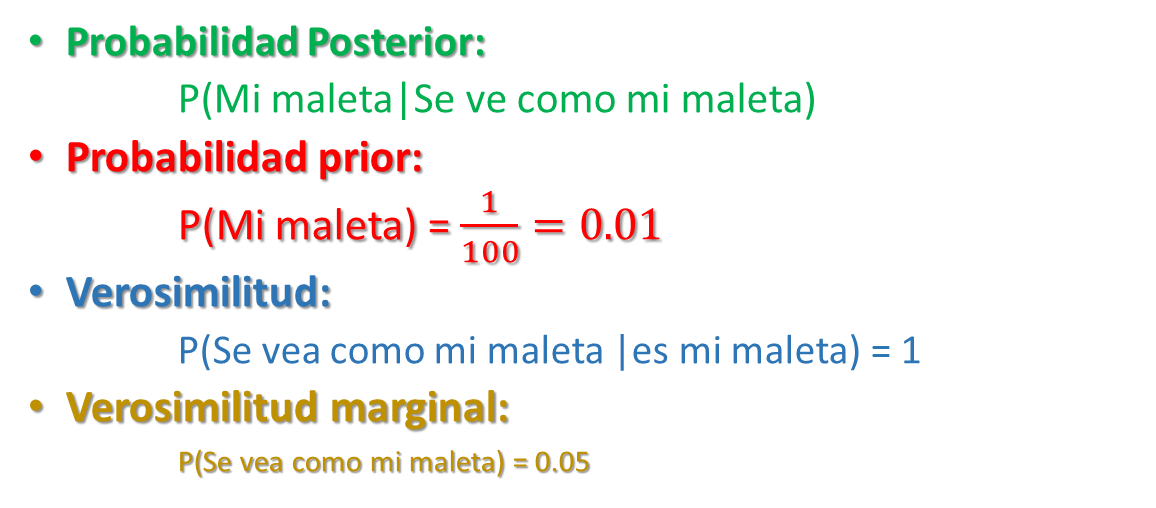 • Probabilidad Posterior:
P(Mi maleta|Se ve como mi maleta)
• Probabilidad prior:
P(Mi maleta) = 1/100 = 0.01
• Verosimilitud:
P(Se vea como mi maleta |es mi maleta) = 1
• Verosimilitud marginal:
P(Se vea como mi maleta) = 0.05